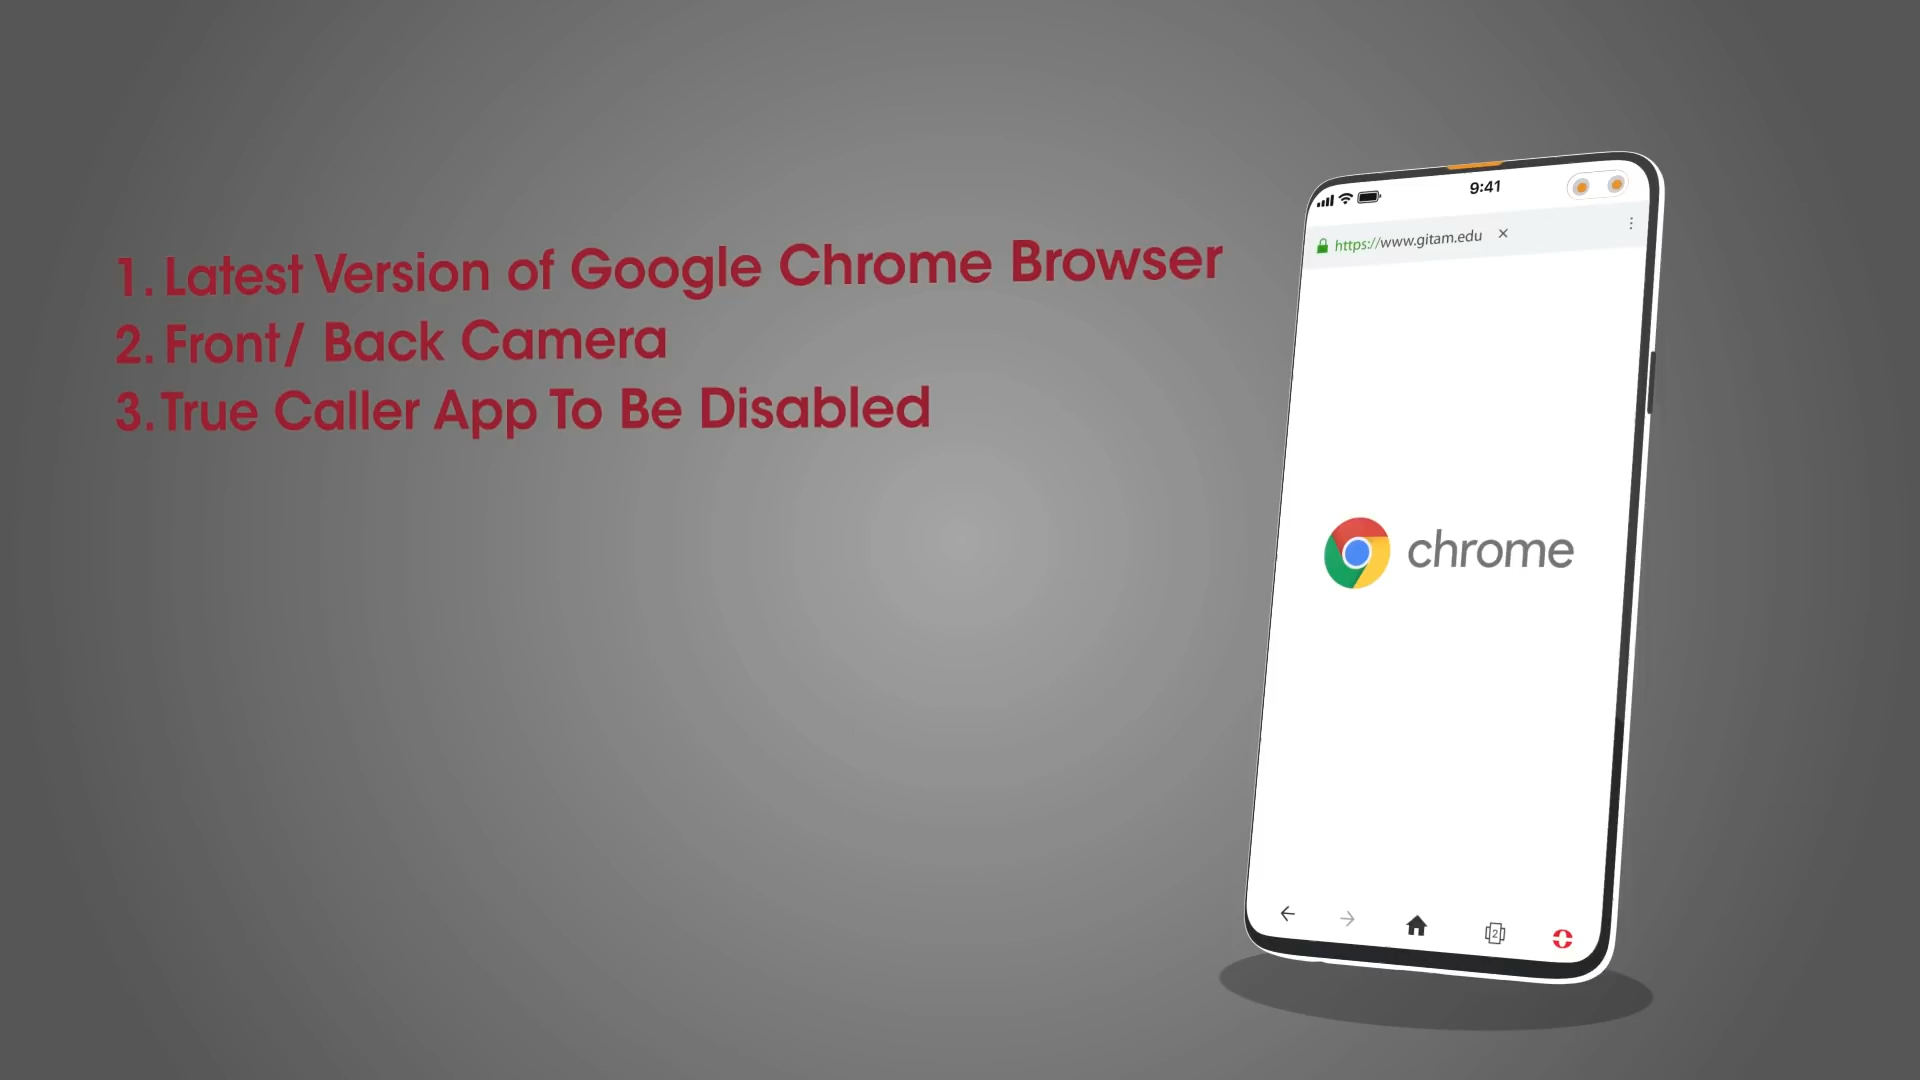 1. Latest Version of Google Chrome Browser
2. Front/ Back Camera
3. True Caller App To Be Disabled
9:41
https://www.gitam.edu
chrome
2